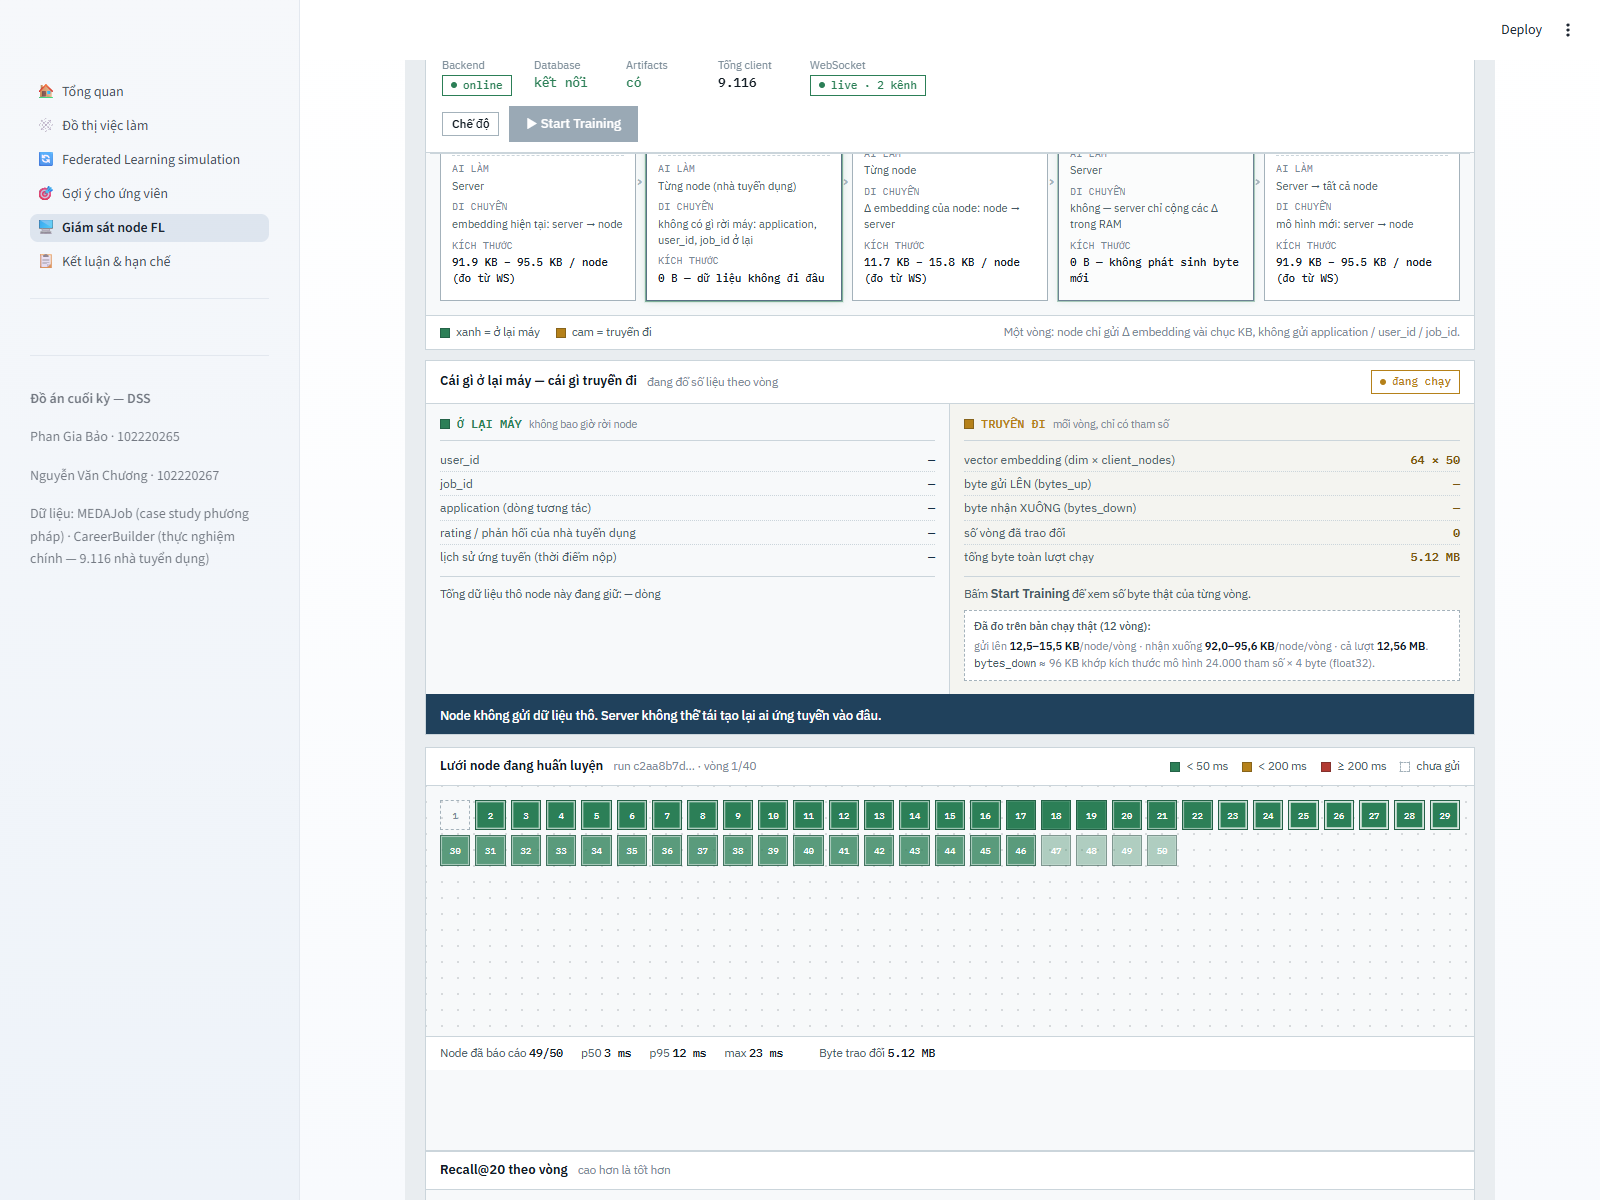 Deploy
Tổng quan
Đồ thị việc làm
Federated Learning simulation
Gợi ý cho ứng viên
Giám sát node FL
Kết luận & hạn chế
Đồ án cuối kỳ — DSS
Phan Gia Bảo · 102220265
Nguyễn Văn Chương · 102220267
Dữ liệu: MEDAJob (case study phương
pháp) · CareerBuilder (thực nghiệm
chính — 9.116 nhà tuyển dụng)
Backend Database Artifacts Tổng client WebSocket
online kết nối có 9.116 live · 2 kênh
Chế độ ▶ Start Training
AI LÀM
Server
DI CHUYỂN
embedding hiện tại: server → node
KÍCH THƯỚC
91.9 KB – 95.5 KB / node
(đo từ WS)
AI LÀM
Từng node (nhà tuyển dụng)
DI CHUYỂN
không có gì rời máy: application,
user_id, job_id ở lại
KÍCH THƯỚC
0 B — dữ liệu không đi đâu
AI LÀM
Từng node
DI CHUYỂN
Δ embedding của node: node →
server
KÍCH THƯỚC
11.7 KB – 15.8 KB / node
(đo từ WS)
AI LÀM
Server
DI CHUYỂN
không — server chỉ cộng các Δ
trong RAM
KÍCH THƯỚC
0 B — không phát sinh byte
mới
AI LÀM
Server → tất cả node
DI CHUYỂN
mô hình mới: server → node
KÍCH THƯỚC
91.9 KB – 95.5 KB / node
(đo từ WS)
xanh = ở lại máy cam = truyền đi
Một vòng: node chỉ gửi Δ embedding vài chục KB, không gửi application / user_id / job_id.
Cái gì ở lại máy — cái gì truyền đi đang đổ số liệu theo vòng đang chạy
Ở LẠI MÁY không bao giờ rời node
user_id —
job_id —
application (dòng tương tác) —
rating / phản hồi của nhà tuyển dụng —
lịch sử ứng tuyển (thời điểm nộp) —
Tổng dữ liệu thô node này đang giữ: — dòng
TRUYỀN ĐI mỗi vòng, chỉ có tham số
vector embedding (dim × client_nodes) 64 × 50
byte gửi LÊN (bytes_up) —
byte nhận XUỐNG (bytes_down) —
số vòng đã trao đổi 0
tổng byte toàn lượt chạy 5.12 MB
Bấm Start Training để xem số byte thật của từng vòng.
Đã đo trên bản chạy thật (12 vòng):
gửi lên 12,5–15,5 KB/node/vòng · nhận xuống 92,0–95,6 KB/node/vòng · cả lượt 12,56 MB.
bytes_down ≈ 96 KB khớp kích thước mô hình 24.000 tham số × 4 byte (float32).
Node không gửi dữ liệu thô. Server không thể tái tạo lại ai ứng tuyển vào đâu.
Lưới node đang huấn luyện run c2aa8b7d... · vòng 1/40 < 50 ms < 200 ms ≥ 200 ms chưa gửi
1 2 3 4 5 6 7 8 9 10 11 12 13 14 15 16 17 18 19 20 21 22 23 24 25 26 27 28 29
30 31 32 33 34 35 36 37 38 39 40 41 42 43 44 45 46 47 48 49 50
Node đã báo cáo 49/50 p50 3 ms p95 12 ms max 23 ms Byte trao đổi 5.12 MB
Recall@20 theo vòng cao hơn là tốt hơn